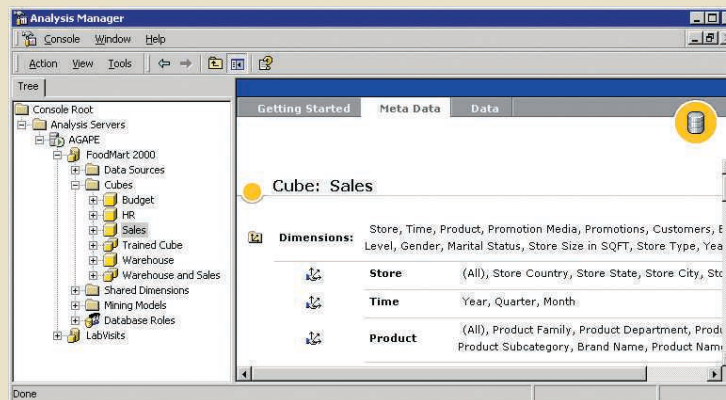 Analysis Manager
Console Window Help
Action View Tools
Tree
Console Root
Analysis Servers
AGAPE
FoodMart 2000
Data Sources
Cubes
Budget
HR
Sales
Trained Cube
Warehouse
Warehouse and Sales
Shared Dimensions
Mining Models
Database Roles
LabVisits
Getting Started Meta Data Data
Cube: Sales
Dimensions: Store, Time, Product, Promotion Media, Promotions, Customers,
Level, Gender, Marital Status, Store Size in SQFT, Store Type,
Store (All), Store Country, Store State, Store City,
Time Year, Quarter, Month
Product (All), Product Family, Product Department,
Product Subcategory, Brand Name, Product
Done